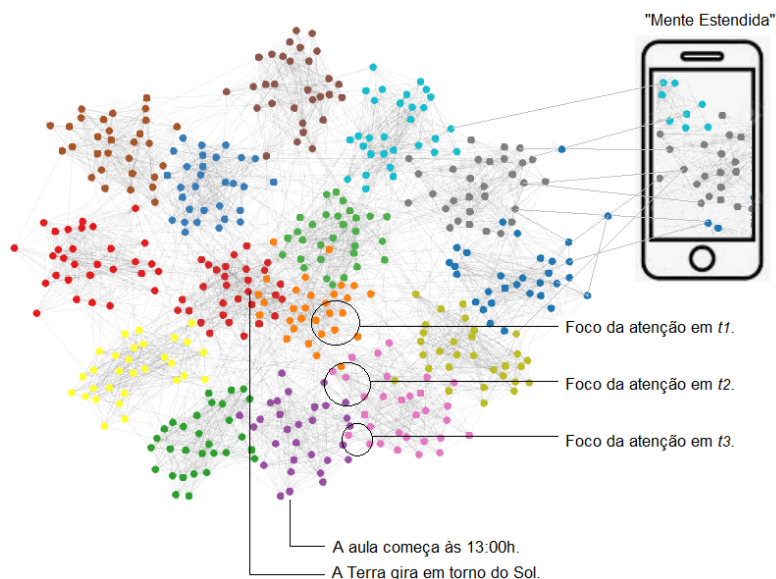 "Mente Estendida"
Foco da atenção em t1.
Foco da atenção em t2.
Foco da atenção em t3.
A aula começa às 13:00h.
A Terra gira em torno do Sol.